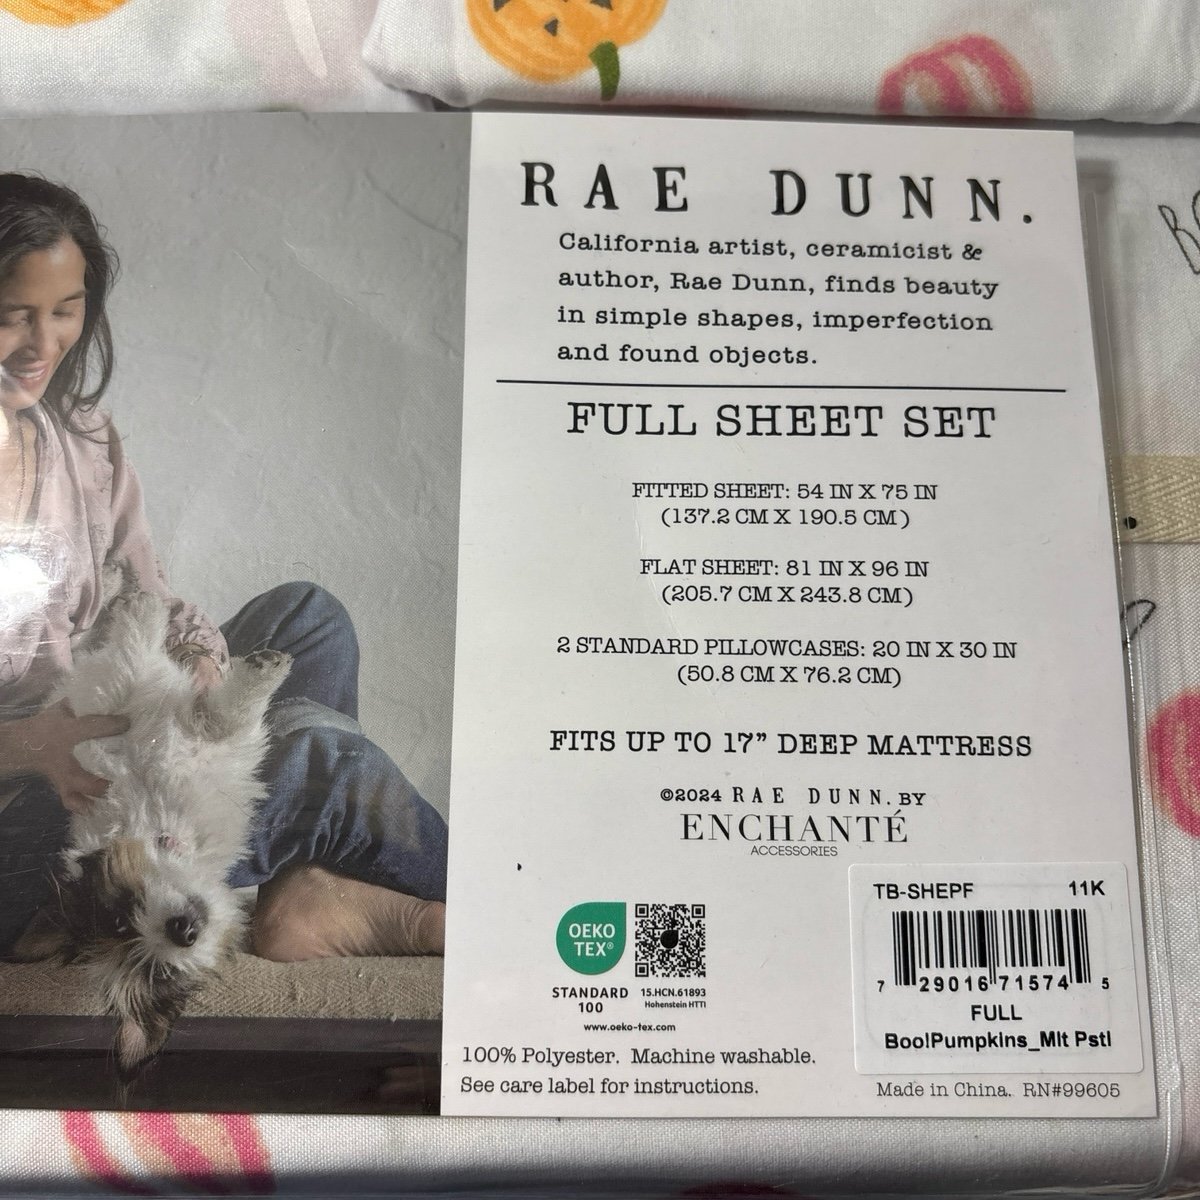 RAE DUNN.
California artist, ceramicist &
author, Rae Dunn, finds beauty
in simple shapes, imperfection
and found objects.
FULL SHEET SET
FITTED SHEET: 54 IN X 75 IN
(137.2 CM X 190.5 CM)
FLAT SHEET: 81 IN X 96 IN
(205.7 CM X 243.8 CM)
2 STANDARD PILLOWCASES: 20 IN X 30 IN
(50.8 CM X 76.2 CM)
FITS UP TO 17” DEEP MATTRESS
©2024 RAE DUNN. BY
ENCHANTÉ
ACCESSORIES
OEKO
TEX®
STANDARD
100
15.HCN.61893
Hohenstein HTTI
www.oeko-tex.com
100% Polyester. Machine washable.
See care label for instructions.
TB-SHEPF 11K
7 29016 71574 5
FULL
Boo!Pumpkins_Mlt Pstl
Made in China. RN#99605